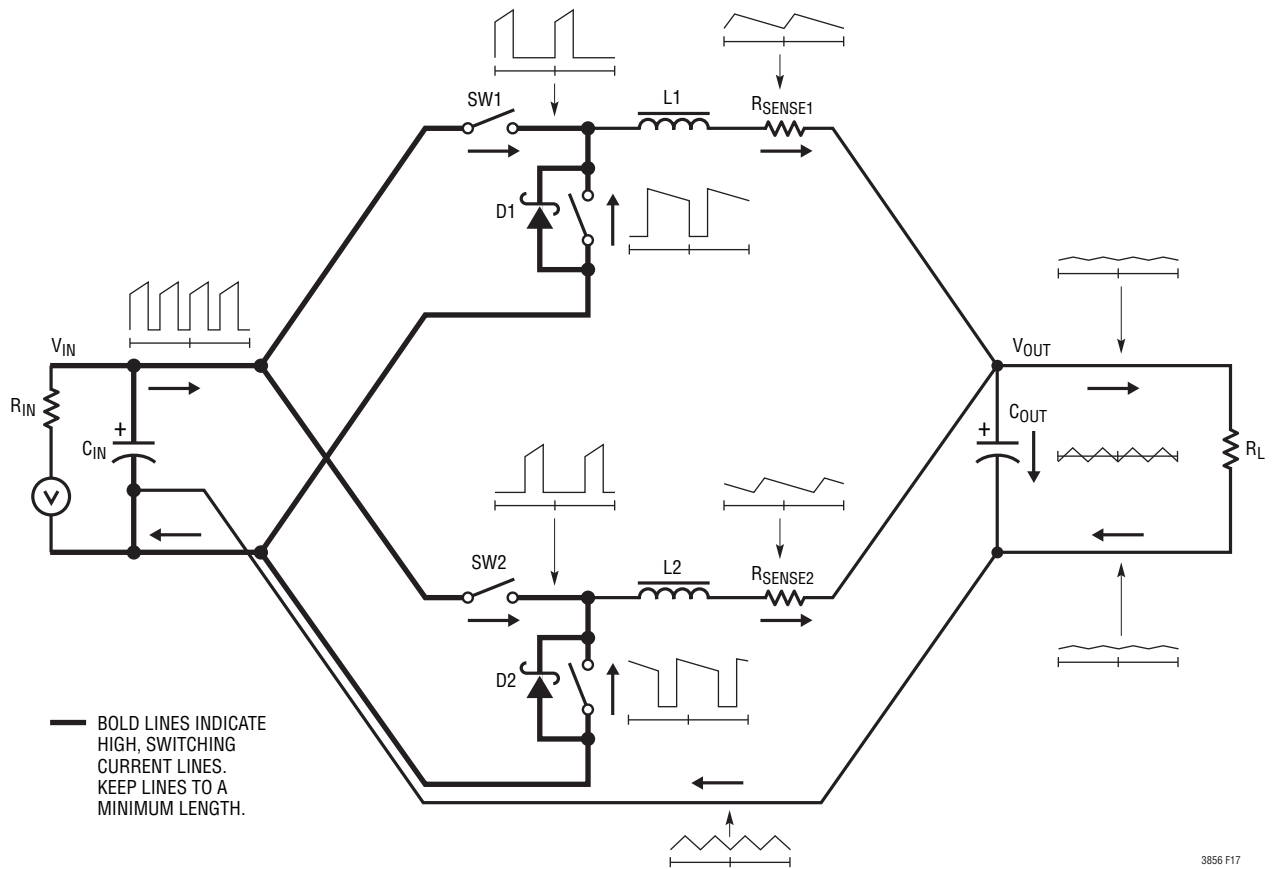 SW1
L1
RSENSE1
D1
VIN
RIN
+
CIN
V
VOUT
+
COUT
RL
SW2
L2
RSENSE2
D2
BOLD LINES INDICATE
HIGH, SWITCHING
CURRENT LINES.
KEEP LINES TO A
MINIMUM LENGTH.
3856 F17